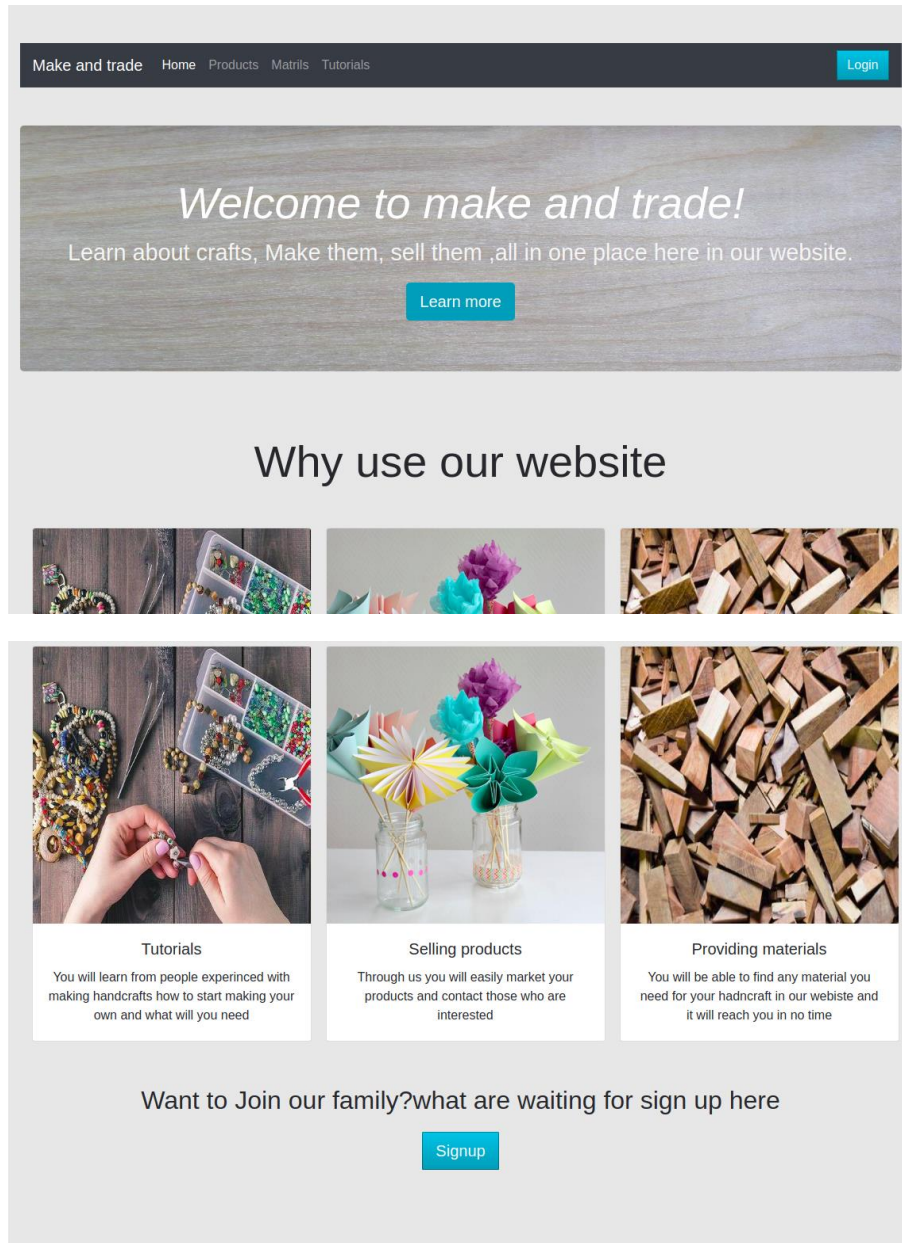 Make and trade Home Products Matrils Tutorials Login
Welcome to make and trade!
Learn about crafts, Make them, sell them ,all in one place here in our website.
Learn more
Why use our website
Tutorials
You will learn from people experinced with
making handcrafts how to start making your
own and what will you need
Selling products
Through us you will easily market your
products and contact those who are
interested
Providing materials
You will be able to find any material you
need for your hadncraft in our webiste and
it will reach you in no time
Want to Join our family?what are waiting for sign up here
Signup